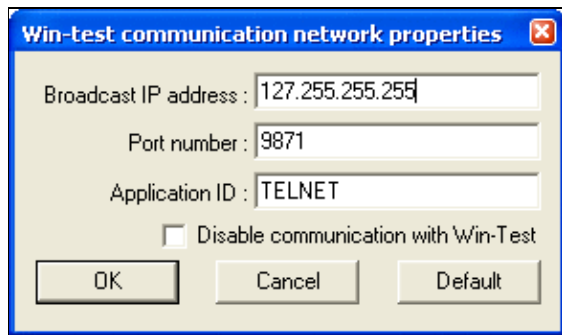 Win-test communication network properties
Broadcast IP address : 127.255.255.255
Port number : 9871
Application ID : TELNET
Disable communication with Win-Test
OK Cancel Default